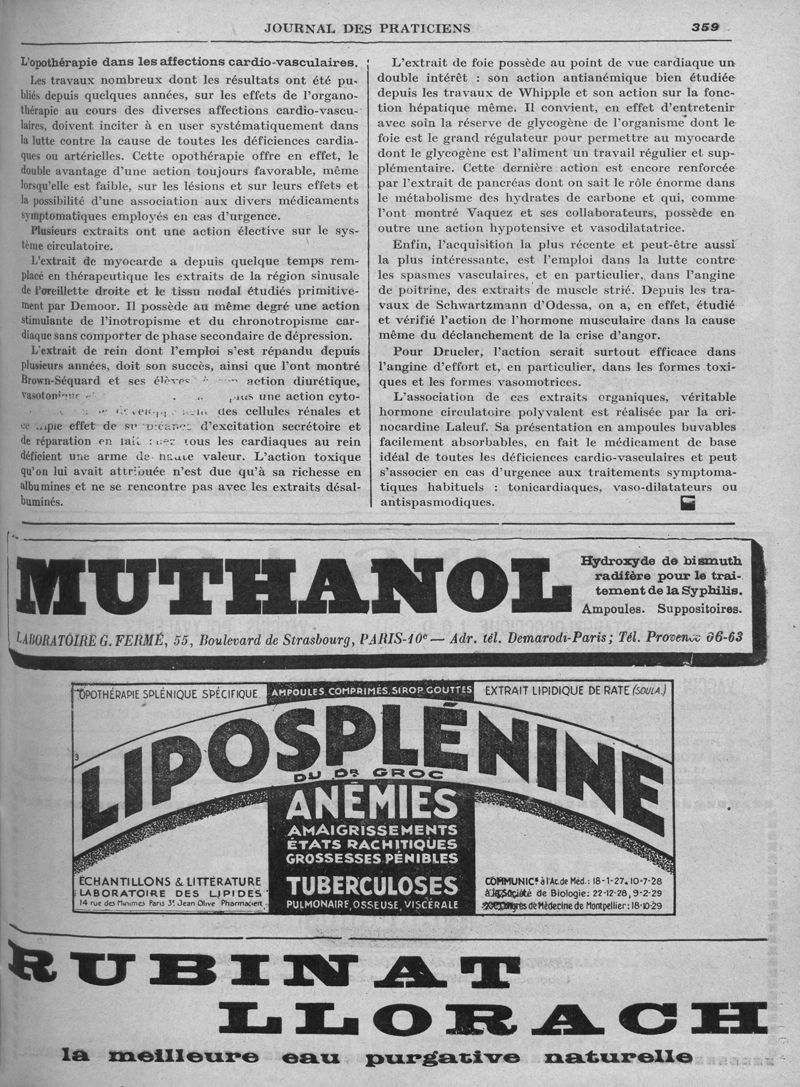 JOURNAL DES PRATICIENS 359
L'opothérapie dans les affections cardio-vasculaires.
Les travaux nombreux dont les résultats ont été pu-
bliés depuis quelques années, sur les effets de l'organo-
thérapie au cours des diverses affections cardio-vascu-
laires, doivent inciter à en user systématiquement dans
la lutte contre la cause de toutes les déficiences cardia-
ques ou artérielles. Cette opothérapie offre en effet, le
double avantage d'une action toujours favorable, même
lorsqu'elle est faible, sur les lésions et sur leurs effets et
la possibilité d'une association aux divers médicaments
symptomatiques employés en cas d'urgence.
Plusieurs extraits ont une action élective sur le sys-
tème circulatoire.
L'extrait de myocarde a depuis quelque temps rem-
placé en thérapeutique les extraits de la région sinusale
de l'oreillette droite et le tissu nodal étudiés primitive-
ment par Demoor. Il possède au même degré une action
stimulante de l'inotropisme et du chronotropisme car-
diaque sans comporter de phase secondaire de dépression.
L'extrait de rein dont l'emploi s'est répandu depuis
plusieurs années, doit son succès, ainsi que l'ont montré
Brown-Séquard et ses élèves action diurétique,
une action cyto-
des cellules rénales et
effet de d'excitation secrétoire et
de réparation en fait chez tous les cardiaques au rein
déficient une arme de haute valeur. L'action toxique
qu'on lui avait attribuée n'est due qu'à sa richesse en
albumines et ne se rencontre pas avec les extraits désal-
buminés.
L'extrait de foie possède au point de vue cardiaque un
double intérêt : son action antianémique bien étudiée
depuis les travaux de Whipple et son action sur la fonc-
tion hépatique même. Il convient, en effet d'entretenir
avec soin la réserve de glycogène de l'organisme dont le
foie est le grand régulateur pour permettre au myocarde
dont le glycogène est l'aliment un travail régulier et sup-
plémentaire. Cette dernière action est encore renforcée
par l'extrait de pancréas dont on sait le rôle énorme dans
le métabolisme des hydrates de carbone et qui, comme
l'ont montré Vaquez et ses collaborateurs, possède en
outre une action hypotensive et vasodilatatrice.
Enfin, l'acquisition la plus récente et peut-être aussi
la plus intéressante, est l'emploi dans la lutte contre
les spasmes vasculaires, et en particulier, dans l'angine
de poitrine, des extraits de muscle strié. Depuis les tra-
vaux de Schwartzmann d'Odessa, on a, en effet, étudié
et vérifié l'action de l'hormone musculaire dans la cause
même du déclanchement de la crise d'angor.
Pour Drucler, l'action serait surtout efficace dans
l'angine d'effort et, en particulier, dans les formes toxi-
ques et les formes vasomotrices.
L'association de ces extraits organiques, véritable
hormone circulatoire polyvalent est réalisée par la cri-
nocardine Laleuf. Sa présentation en ampoules buvables
facilement absorbables, en fait le médicament de base
idéal de toutes les déficiences cardio-vasculaires et peut
s'associer en cas d'urgence aux traitements symptoma-
tiques habituels : tonicardiaques, vaso-dilatateurs ou
antispasmodiques.
MUTHANOL
Hydroxyde de bismuth
radifère pour le trai-
tement de la Syphilis.
Ampoules. Suppositoires.
LABORATOIRE G. FERMÉ, 55, Boulevard de Strasbourg, PARIS-10e — Adr. tél. Demarodi-Paris; Tél. Provence 66-63
OPOTHÉRAPIE SPLÉNIQUE SPÉCIFIQUE. AMPOULES, COMPRIMÉS, SIROP, GOUTTES EXTRAIT LIPIDIQUE DE RATE (SOULA.)
LIPOSPLÉNINE
DU DR GROC
ANÉMIES
AMAIGRISSEMENTS
ÉTATS RACHITIQUES
GROSSESSES PÉNIBLES
TUBERCULOSES
PULMONAIRE, OSSEUSE, VISCÉRALE
ÉCHANTILLONS & LITTÉRATURE
LABORATOIRE DES LIPIDES
14 rue des Minimes Paris 3e. Jean Olive Pharmacien
COMMUNICs à l'Ac. de Méd.: 18-1-27. 10-7-28
à la Société de Biologie: 22-12-28, 9-2-29
de Médecine de Montpellier: 18-10-29
RUBINAT
LLORACH
la meilleure eau purgative naturelle